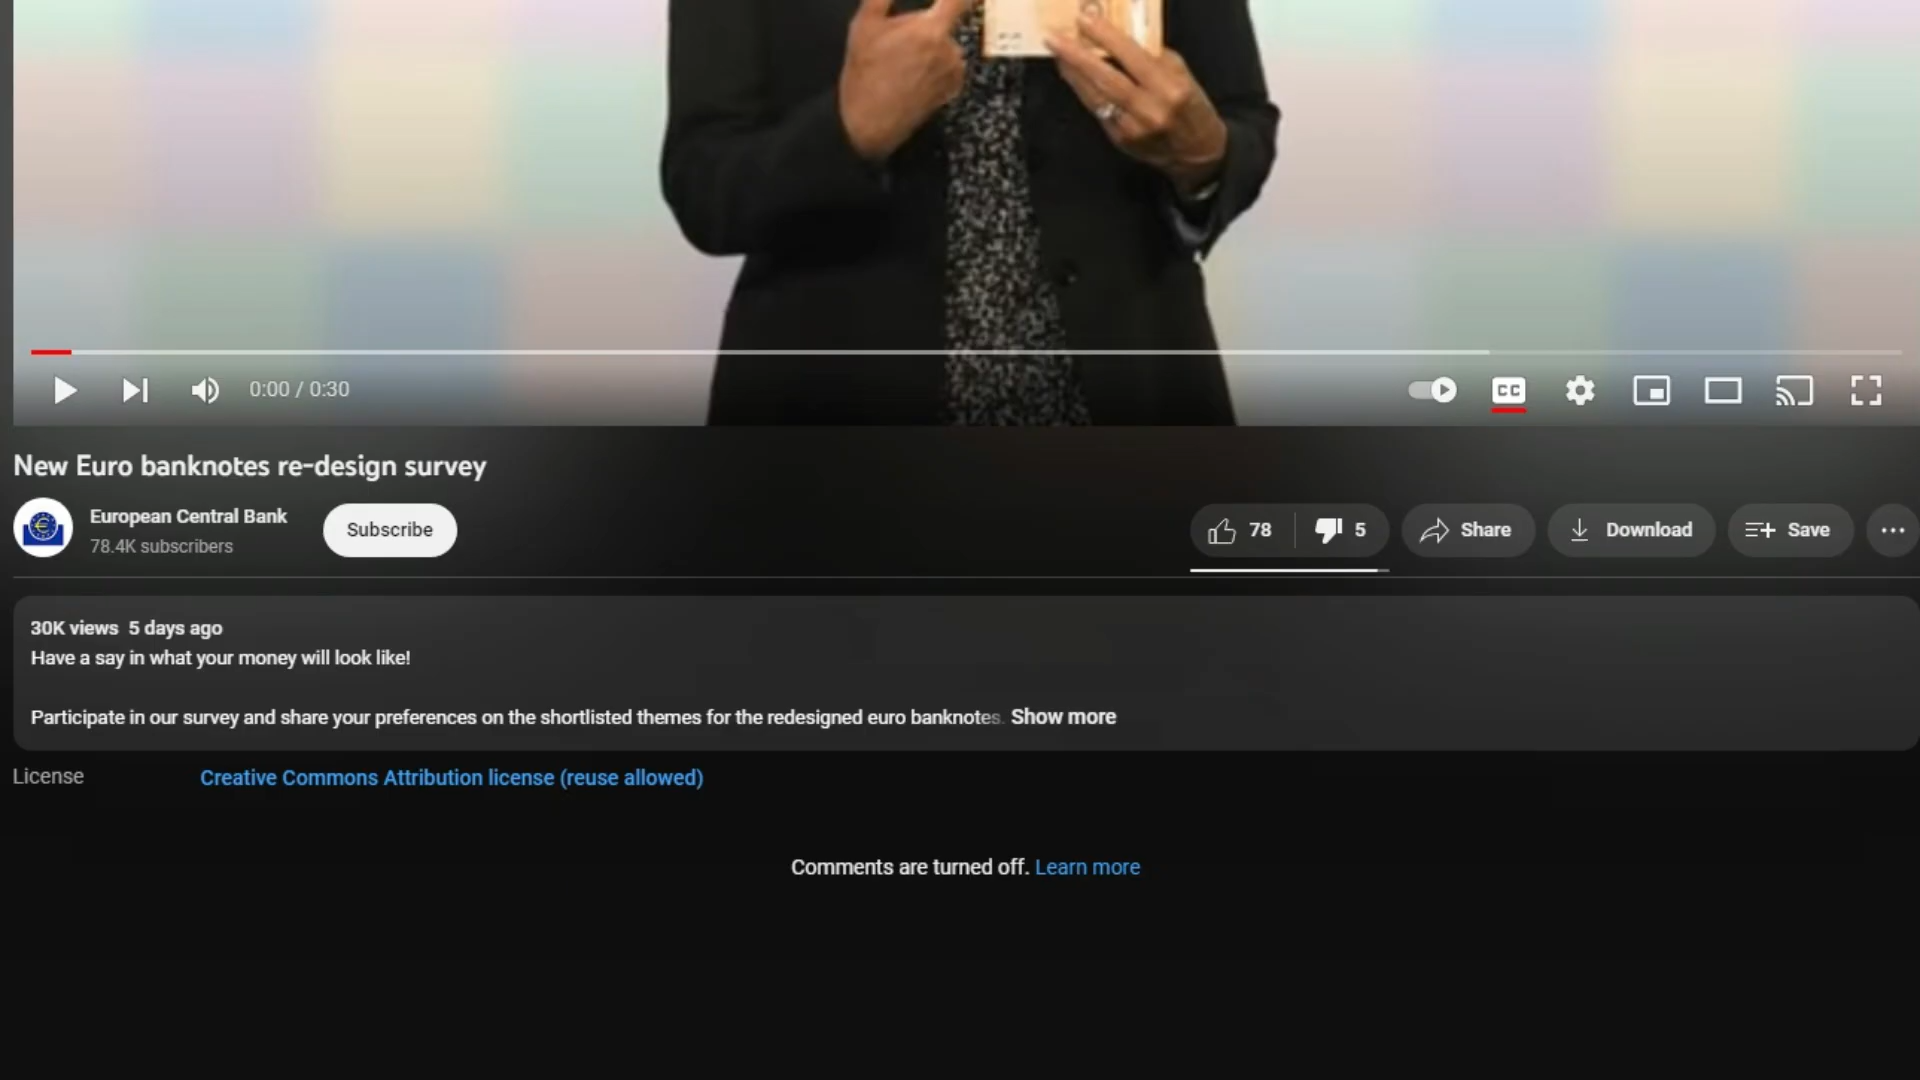 0:00 / 0:30
CC
New Euro banknotes re-design survey
European Central Bank
78.4K subscribers
Subscribe
78
5
Share
Download
Save
30K views 5 days ago
Have a say in what your money will look like!
Participate in our survey and share your preferences on the shortlisted themes for the redesigned euro banknotes. Show more
License
Creative Commons Attribution license (reuse allowed)
Comments are turned off. Learn more